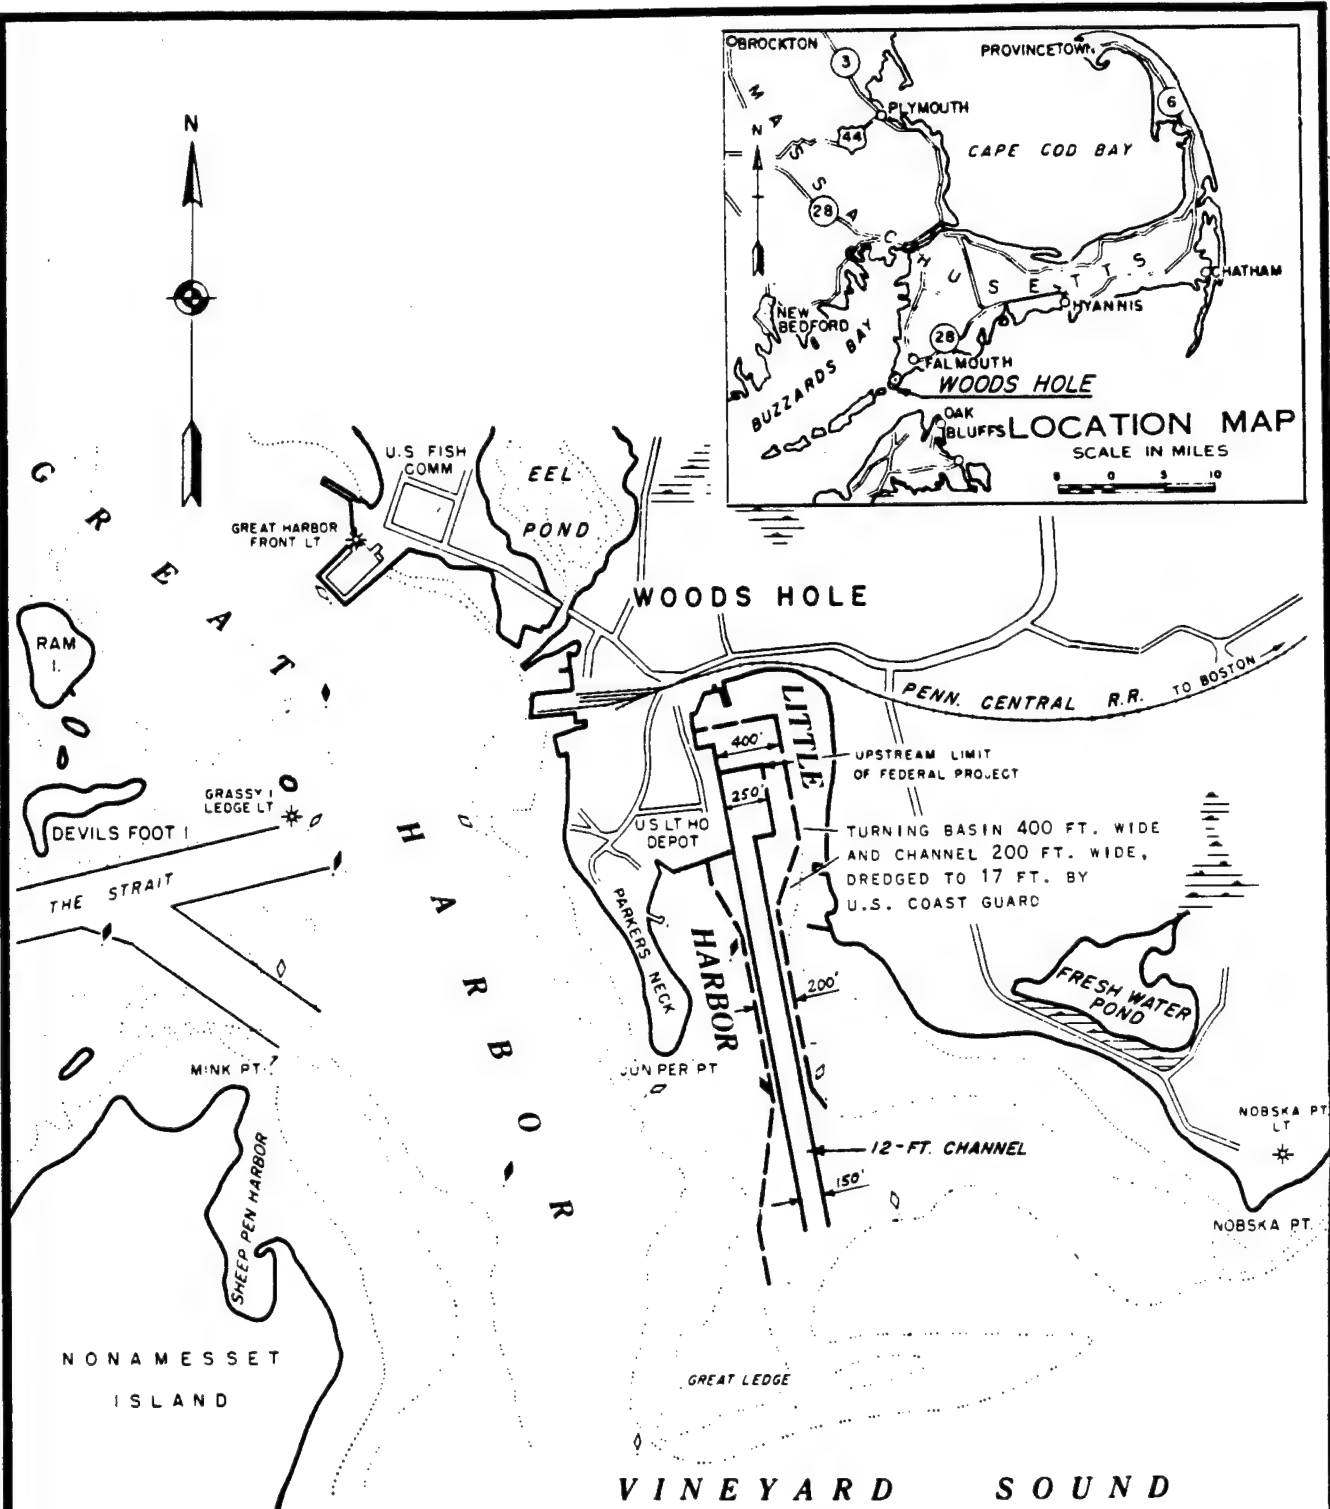 BROCKTON
3
PROVINCETOWN
6
PLYMOUTH
44
CAPE COD BAY
N
MASSACHUSETTS
28
CHATHAM
HYANNIS
NEW
BEDFORD
BUZZARDS BAY
28
FALMOUTH
WOODS HOLE
OAK
BLUFFS
LOCATION MAP
SCALE IN MILES
0 5 10
N
GREAT HARBOR
U.S FISH
COMM
EEL
POND
GREAT HARBOR
FRONT LT
WOODS HOLE
RAM
I.
PENN. CENTRAL R.R. TO BOSTON
LITTLE HARBOR
400'
UPSTREAM LIMIT
OF FEDERAL PROJECT
250'
GRASSY I
LEDGE LT
DEVILS FOOT I
U S LT HO
DEPOT
TURNING BASIN 400 FT. WIDE
AND CHANNEL 200 FT. WIDE,
DREDGED TO 17 FT. BY
U.S. COAST GUARD
THE STRAIT
PARKERS NECK
FRESH WATER
POND
200'
MINK PT.
JUNIPER PT
NOBSKA PT
LT
12-FT. CHANNEL
150'
SHEEP PEN HARBOR
NOBSKA PT.
NONAMESSET
ISLAND
GREAT LEDGE
VINEYARD SOUND